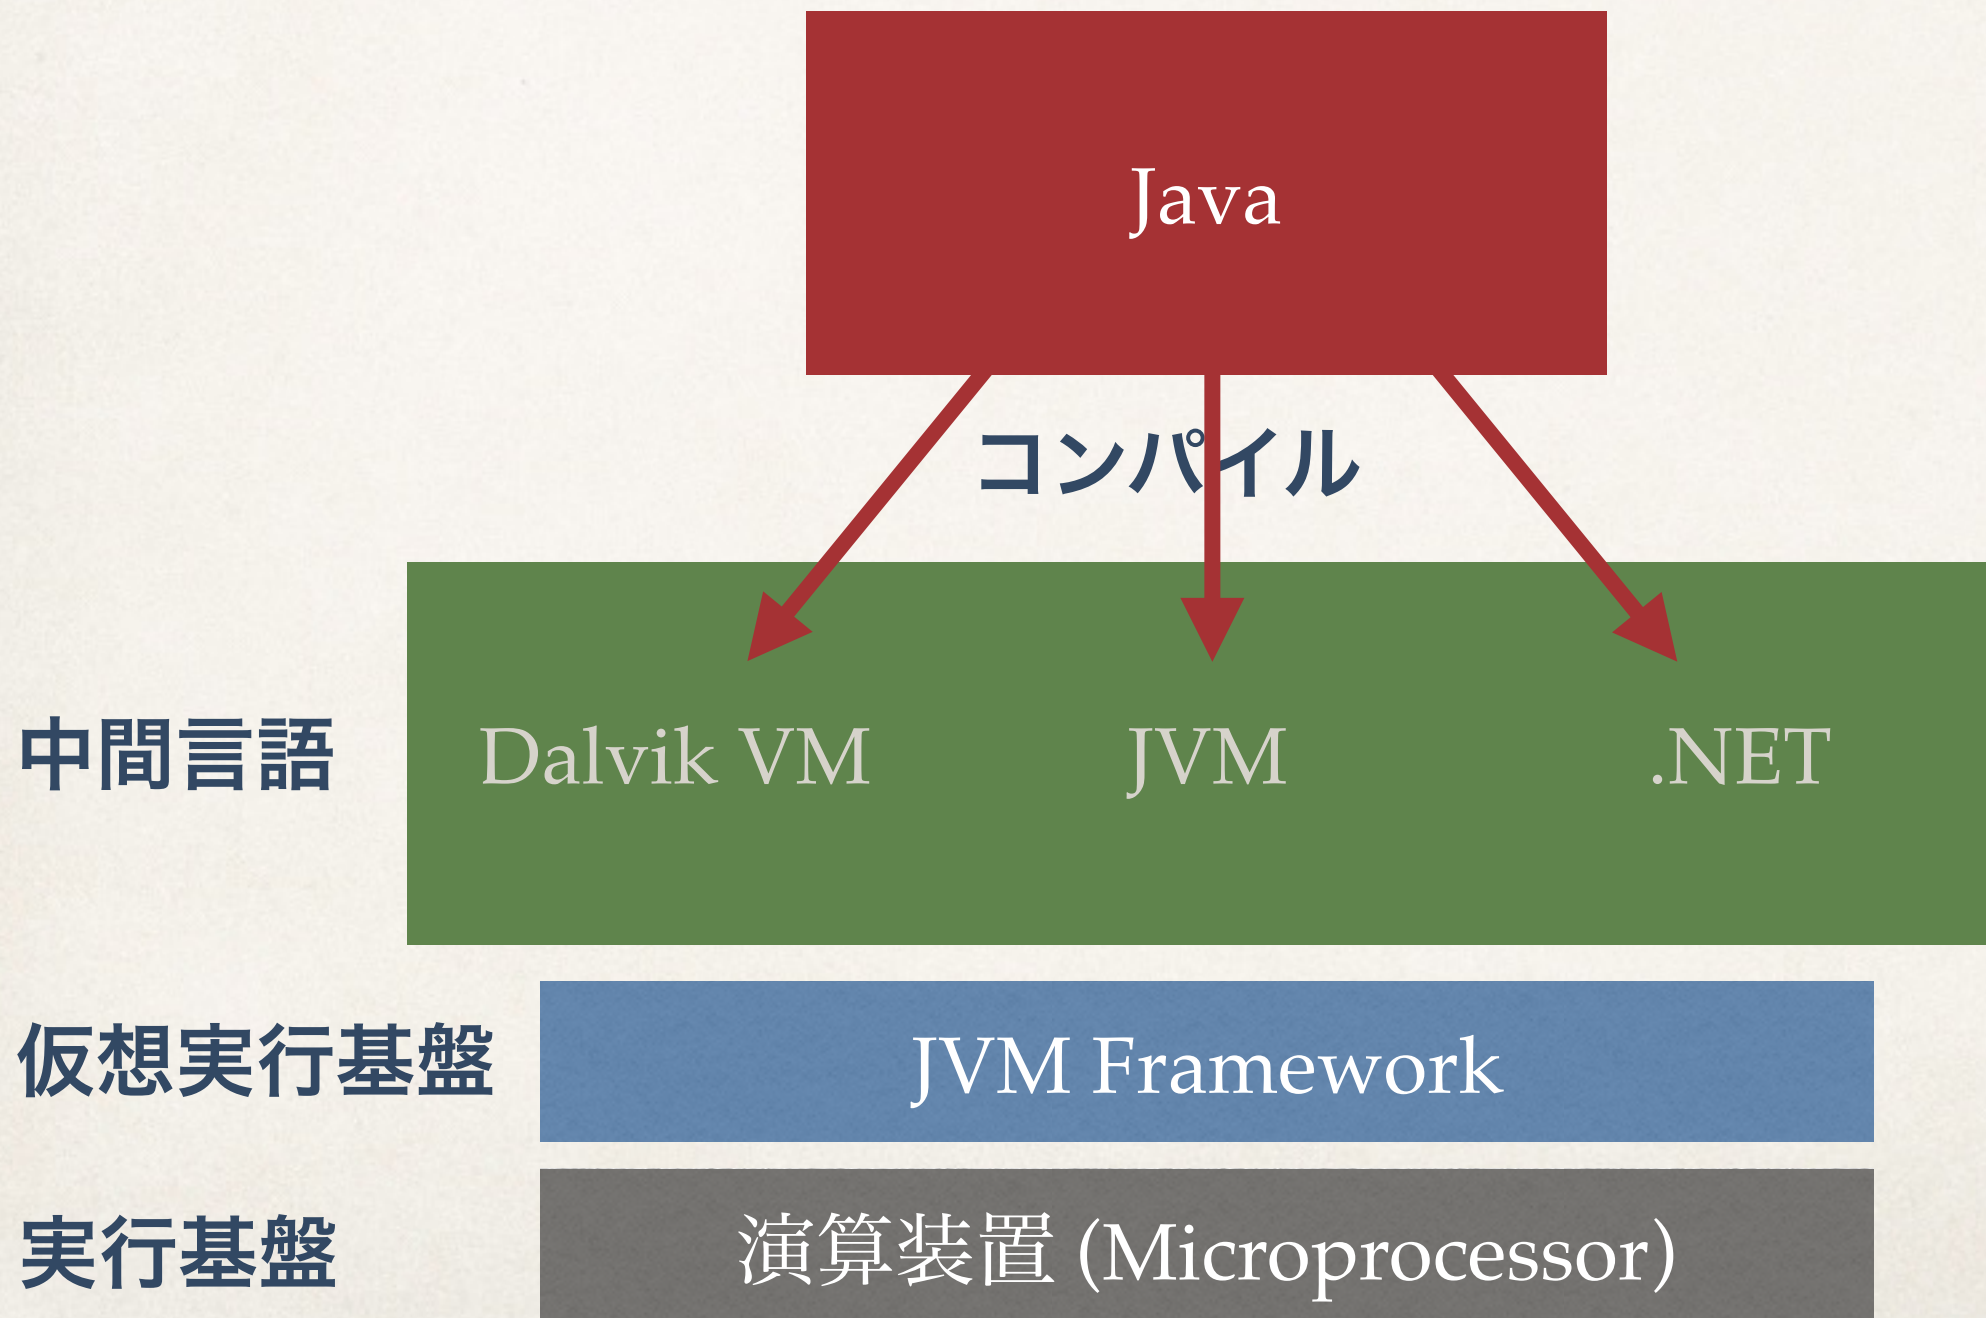 Java
コンパイル
中間言語
Dalvik VM
JVM
.NET
仮想実行基盤
JVM Framework
実行基盤
演算装置 (Microprocessor)